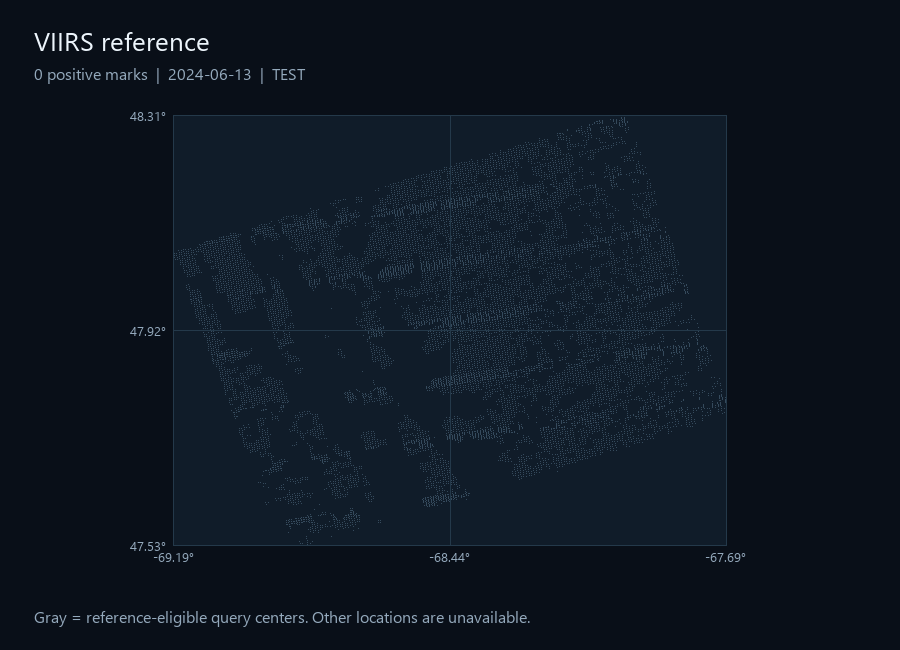 VIIRS reference
0 positive marks | 2024-06-13 | TEST
48.31°
47.92°
47.53°
-69.19°
-68.44°
-67.69°
Gray = reference-eligible query centers. Other locations are unavailable.